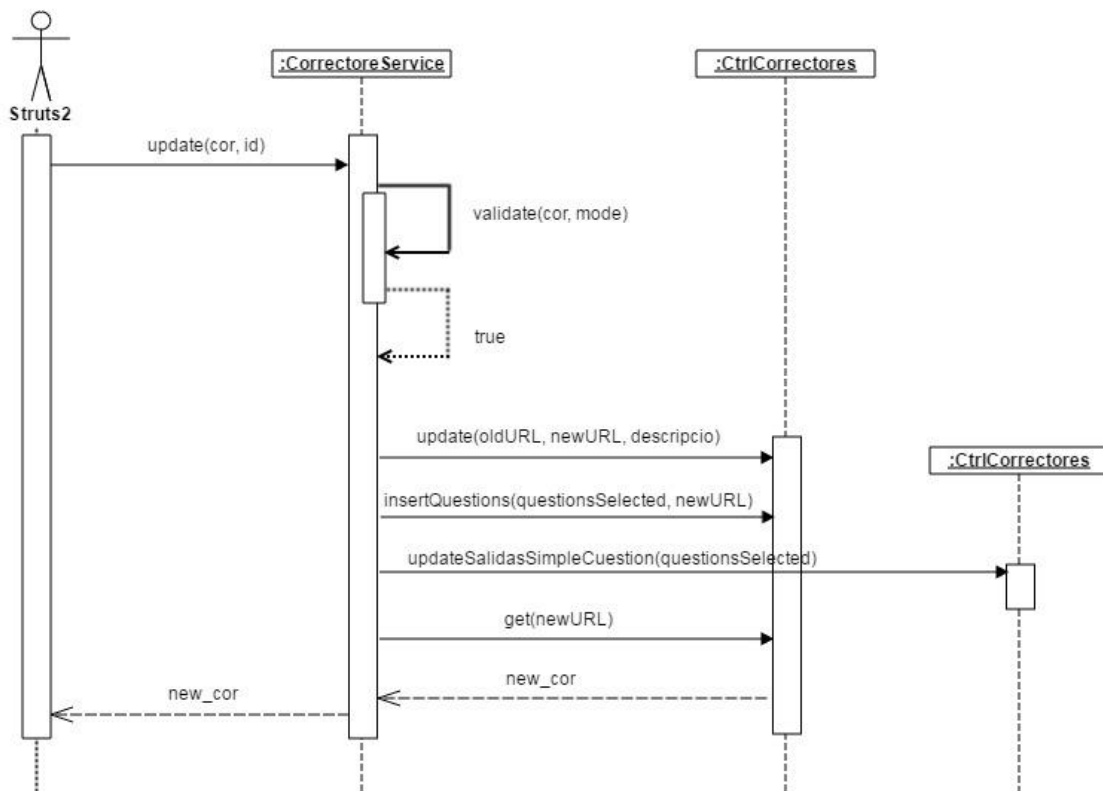 :CorrectoreService
:CtrlCorrectores
Struts2
update(cor, id)
validate(cor, mode)
true
update(oldURL, newURL, descripcio)
:CtrlCorrectores
insertQuestions(questionsSelected, newURL)
updateSalidasSimpleCuestion(questionsSelected)
get(newURL)
new_cor
new_cor